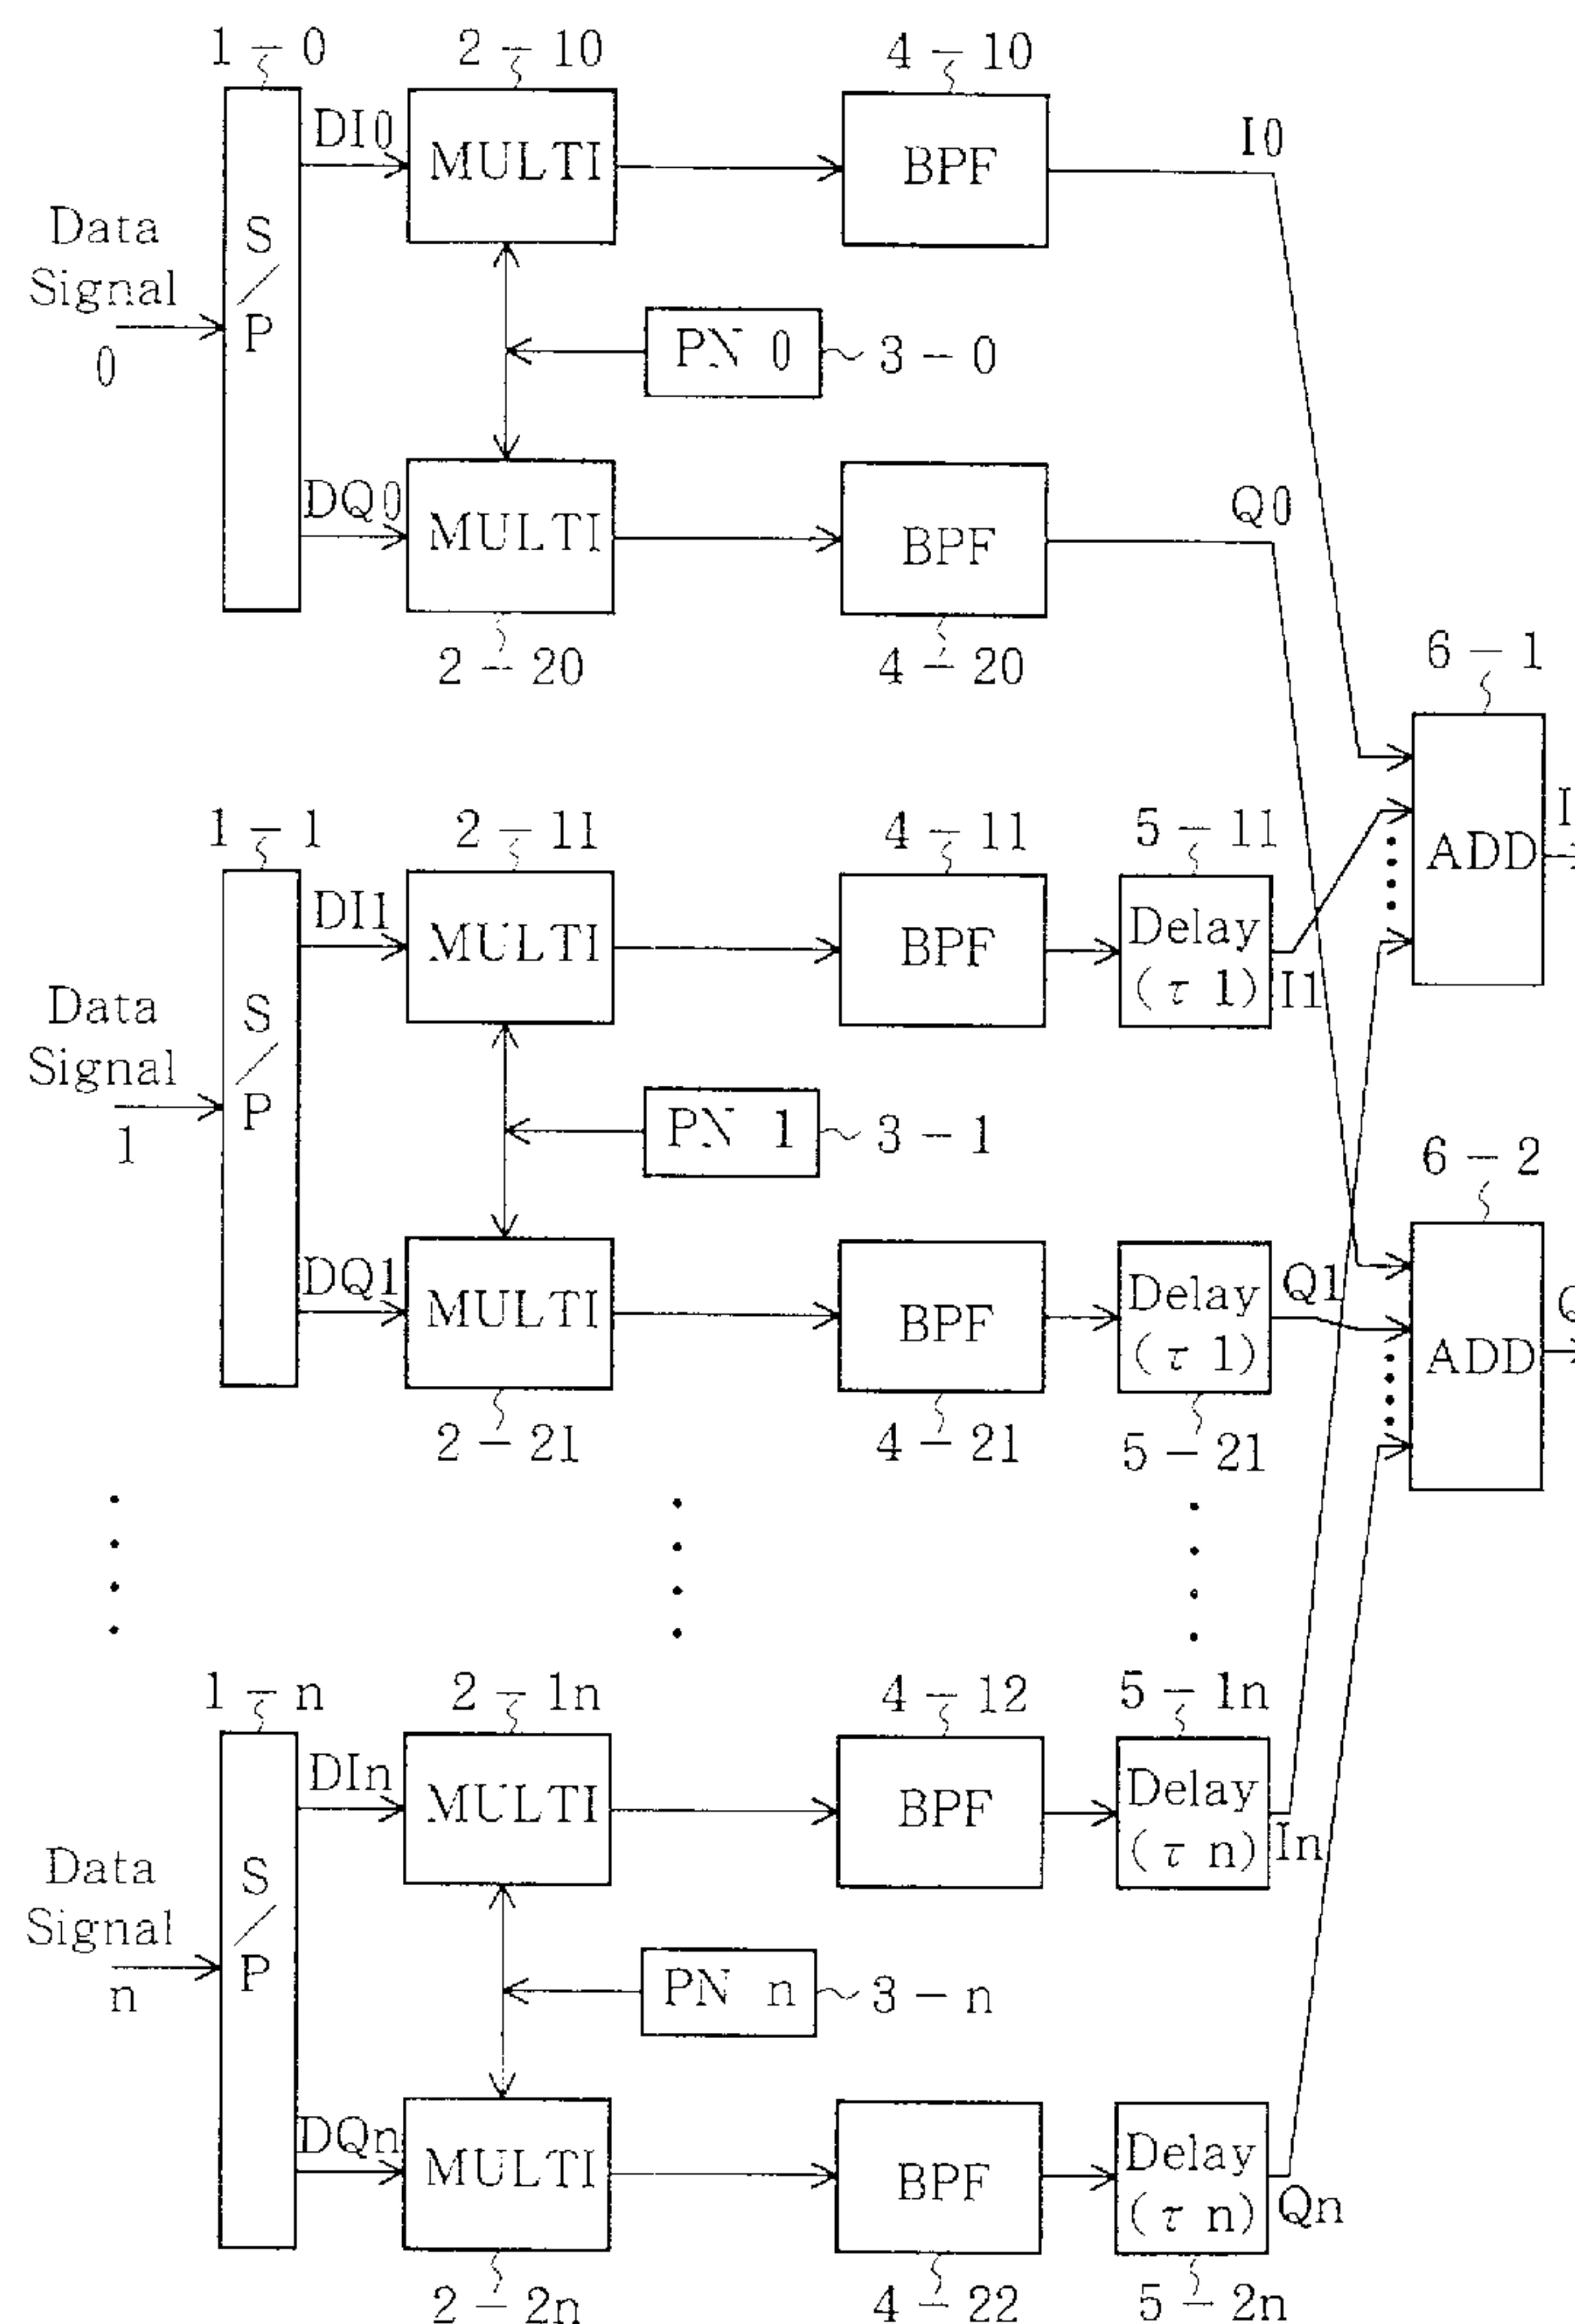 1-0 2-10 4-10
DI0 MULTI BPF I0
Data
Signal
0
S
/
P
PN 0 3-0
DQ0 MULTI BPF Q0
2-20 4-20
6-1
ADD I
1-1 2-11 4-11 5-11
DI1 MULTI BPF Delay
(τ 1) I1
Data
Signal
1
S
/
P
PN 1 3-1
6-2
ADD Q
DQ1 MULTI BPF Delay
(τ 1) Q1
2-21 4-21 5-21
1-n 2-1n 4-12 5-1n
DIn MULTI BPF Delay
(τ n) In
Data
Signal
n
S
/
P
PN n 3-n
DQn MULTI BPF Delay
(τ n) Qn
2-2n 4-22 5-2n